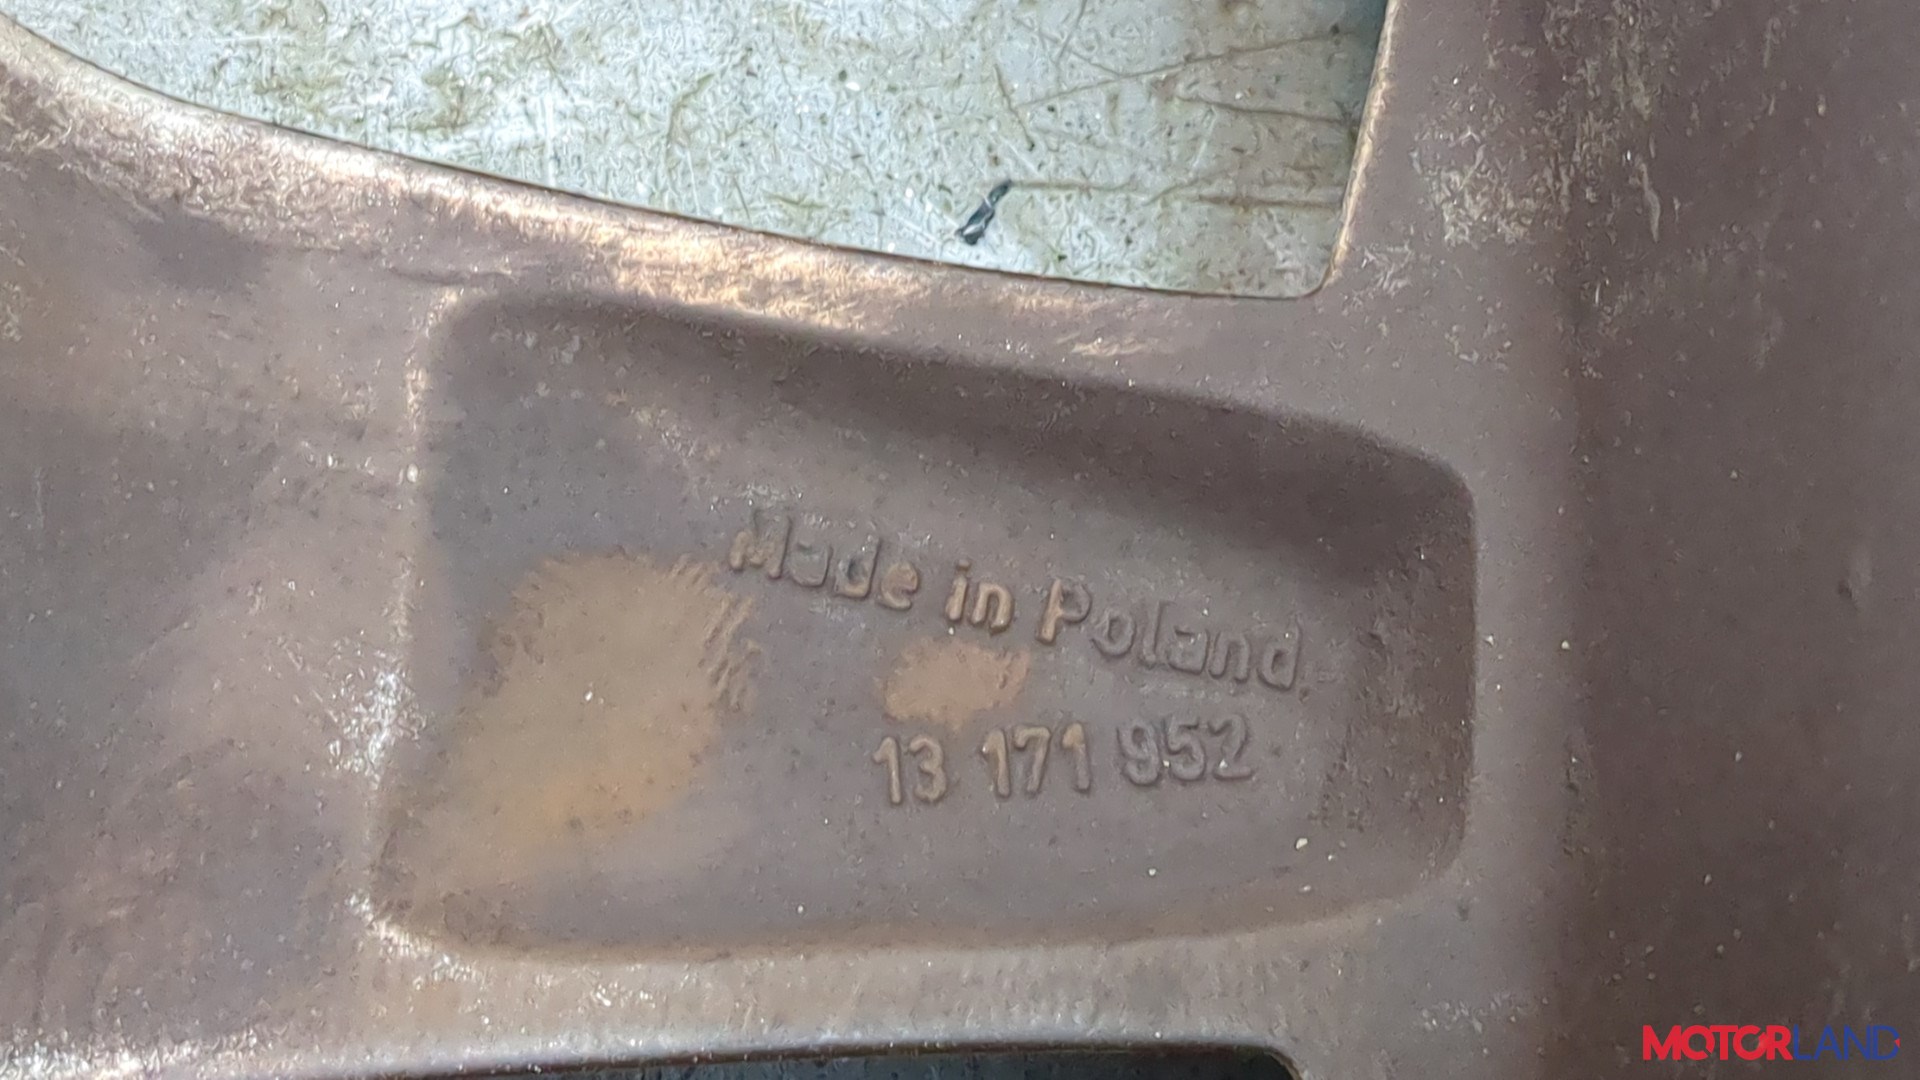 Made in Poland
13 171 952
MOTORLAND